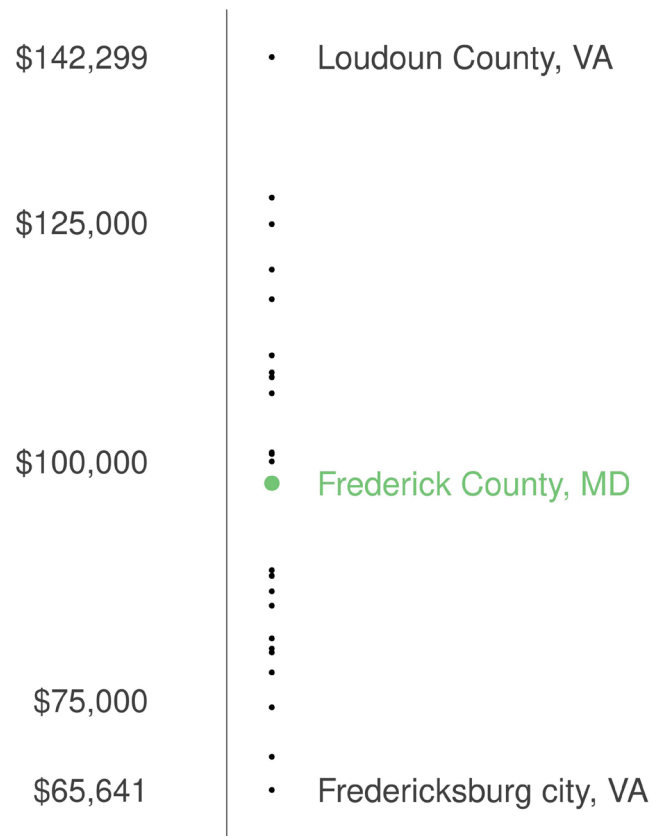 $142,299 Loudoun County, VA
$125,000
$100,000
Frederick County, MD
$75,000
$65,641 Fredericksburg city, VA